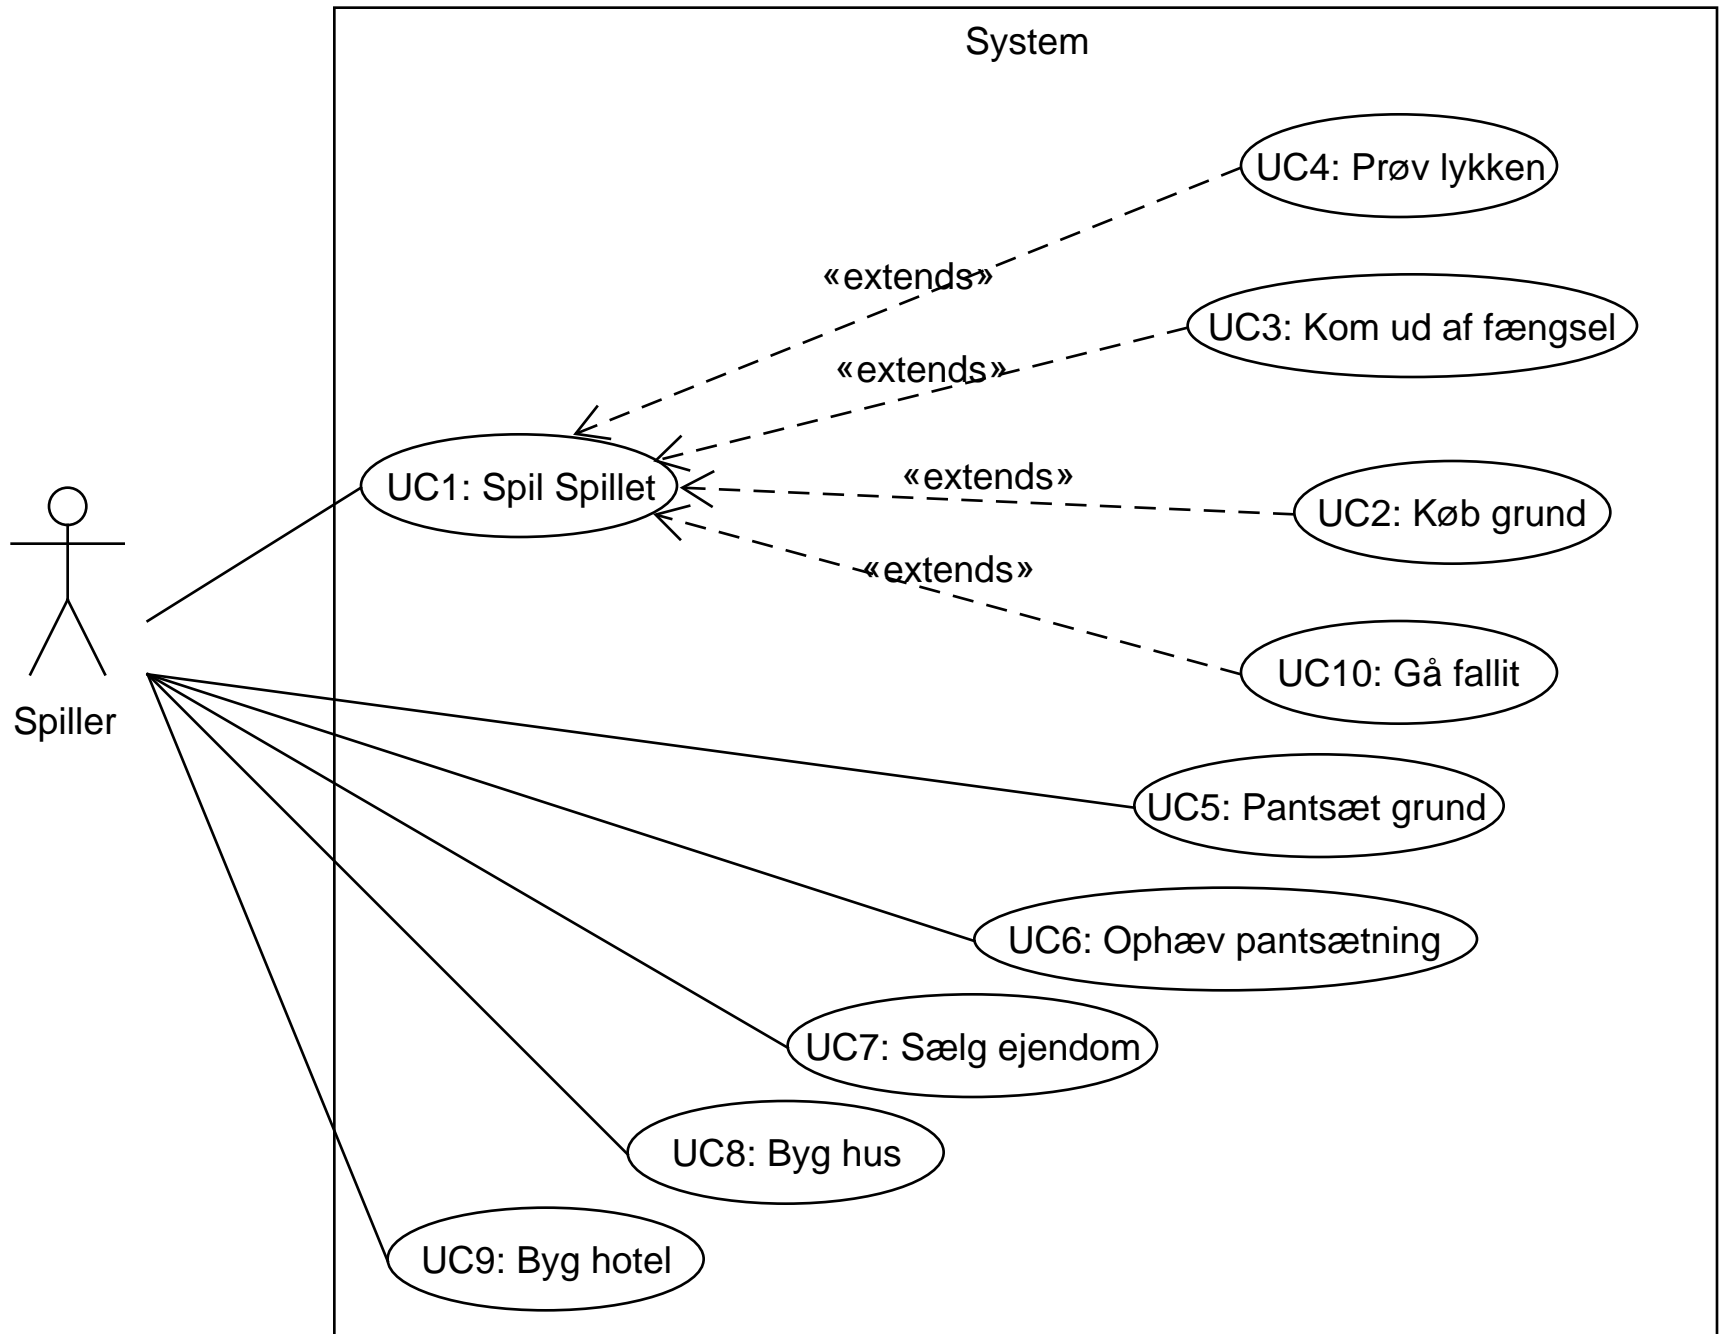 System
UC4: Prøv lykken
«extends»
UC3: Kom ud af fængsel
«extends»
UC1: Spil Spillet
«extends»
UC2: Køb grund
«extends»
UC10: Gå fallit
Spiller
UC5: Pantsæt grund
UC6: Ophæv pantsætning
UC7: Sælg ejendom
UC8: Byg hus
UC9: Byg hotel